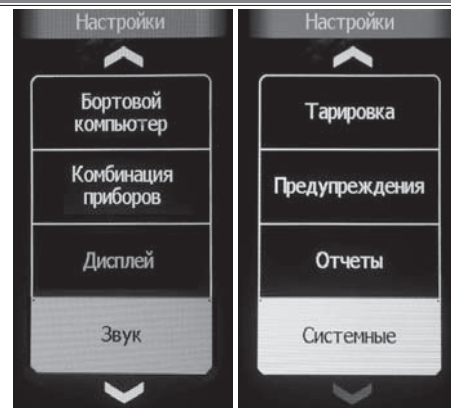 Настройки
Бортовой
компьютер
Комбинация
приборов
Дисплей
Звук
Настройки
Тарировка
Предупреждения
Отчеты
Системные